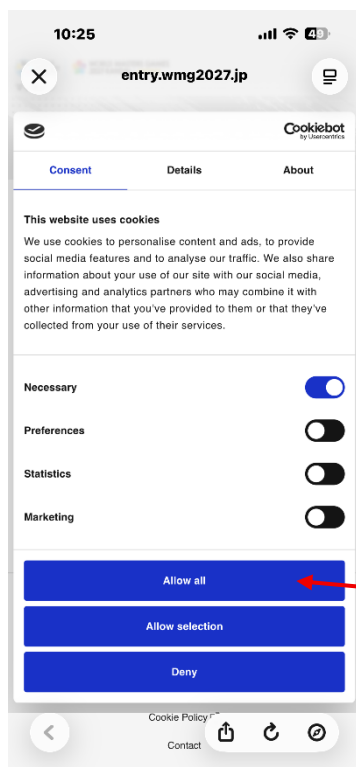 10:25
49
entry.wmg2027.jp
Cookiebot
by Usercentrics
Consent
Details
About
This website uses cookies
We use cookies to personalise content and ads, to provide
social media features and to analyse our traffic. We also share
information about your use of our site with our social media,
advertising and analytics partners who may combine it with
other information that you've provided to them or that they've
collected from your use of their services.
Necessary
Preferences
Statistics
Marketing
Allow all
Allow selection
Deny
Cookie Policy
Contact